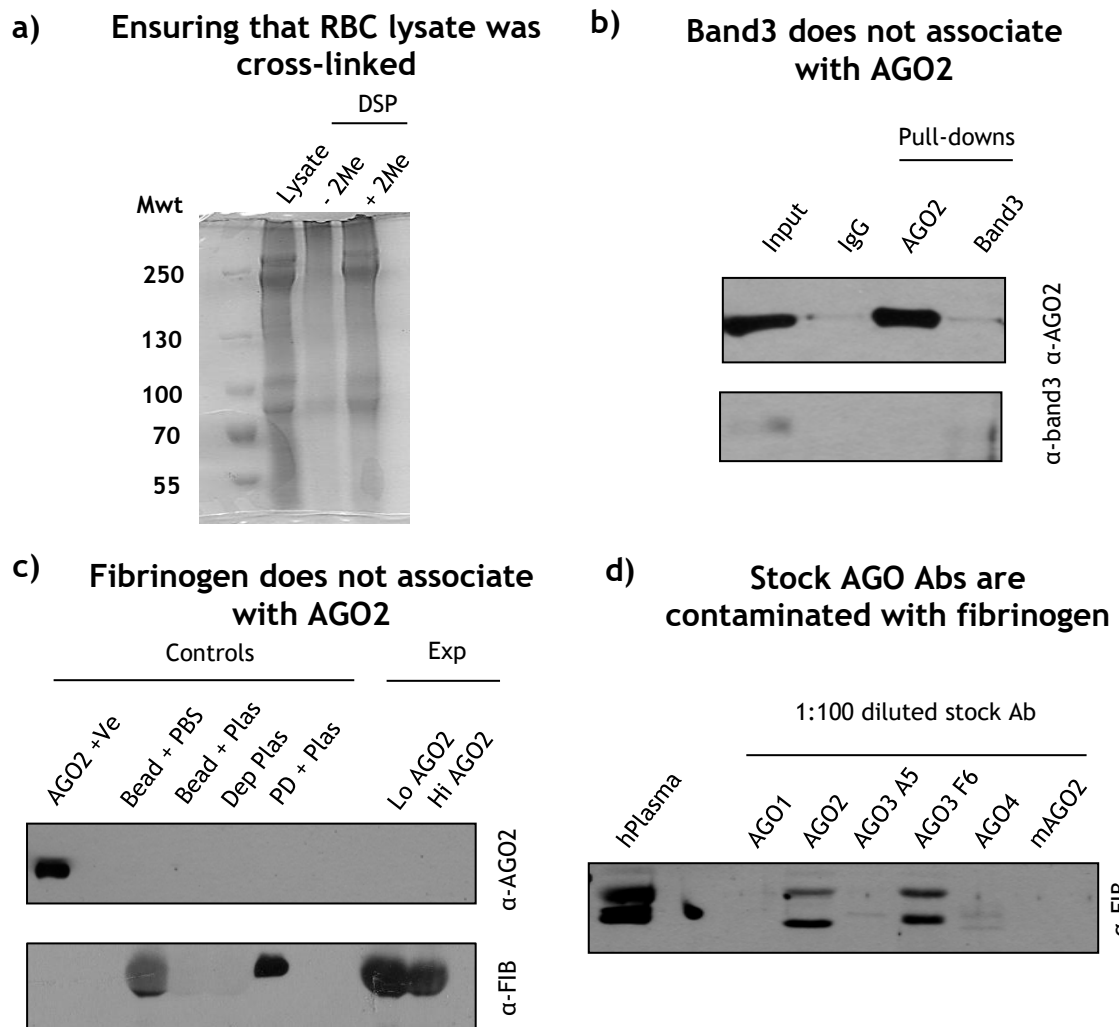 a)
Ensuring that RBC lysate was
cross-linked
DSP
Lysate
- 2Me
+ 2Me
Mwt
250
130
100
70
55
b)
Band3 does not associate
with AGO2
Pull-downs
Input
IgG
AGO2
Band3
α-AGO2
α-band3
c)
Fibrinogen does not associate
with AGO2
Controls
Exp
AGO2 +Ve
Bead + PBS
Bead + Plas
Dep Plas
PD + Plas
Lo AGO2
Hi AGO2
α-AGO2
α-FIB
d)
Stock AGO Abs are
contaminated with fibrinogen
1:100 diluted stock Ab
hPlasma
AGO1
AGO2
AGO3 A5
AGO3 F6
AGO4
mAGO2
α-FIB